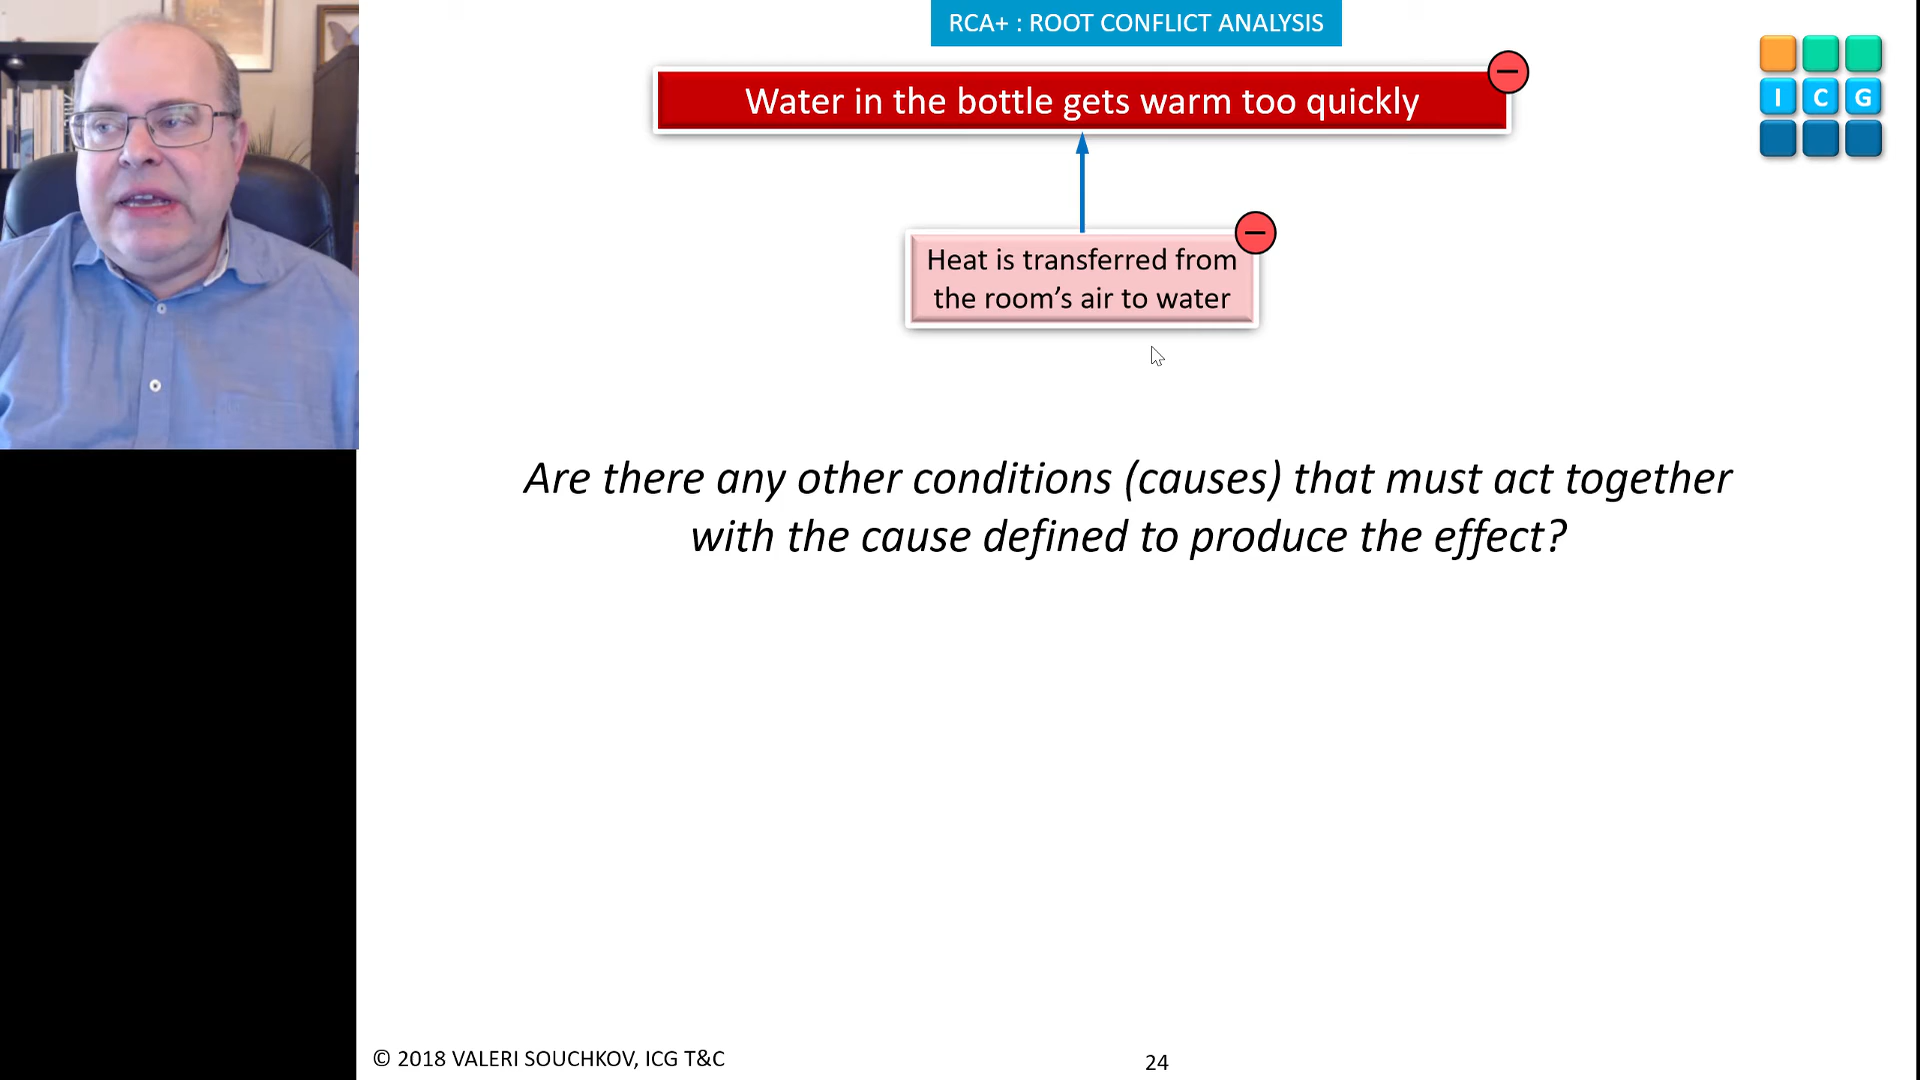 RCA+ : ROOT CONFLICT ANALYSIS
Water in the bottle gets warm too quickly
I C G
Heat is transferred from
the room’s air to water
Are there any other conditions (causes) that must act together
with the cause defined to produce the effect?
© 2018 VALERI SOUCHKOV, ICG T&C
24